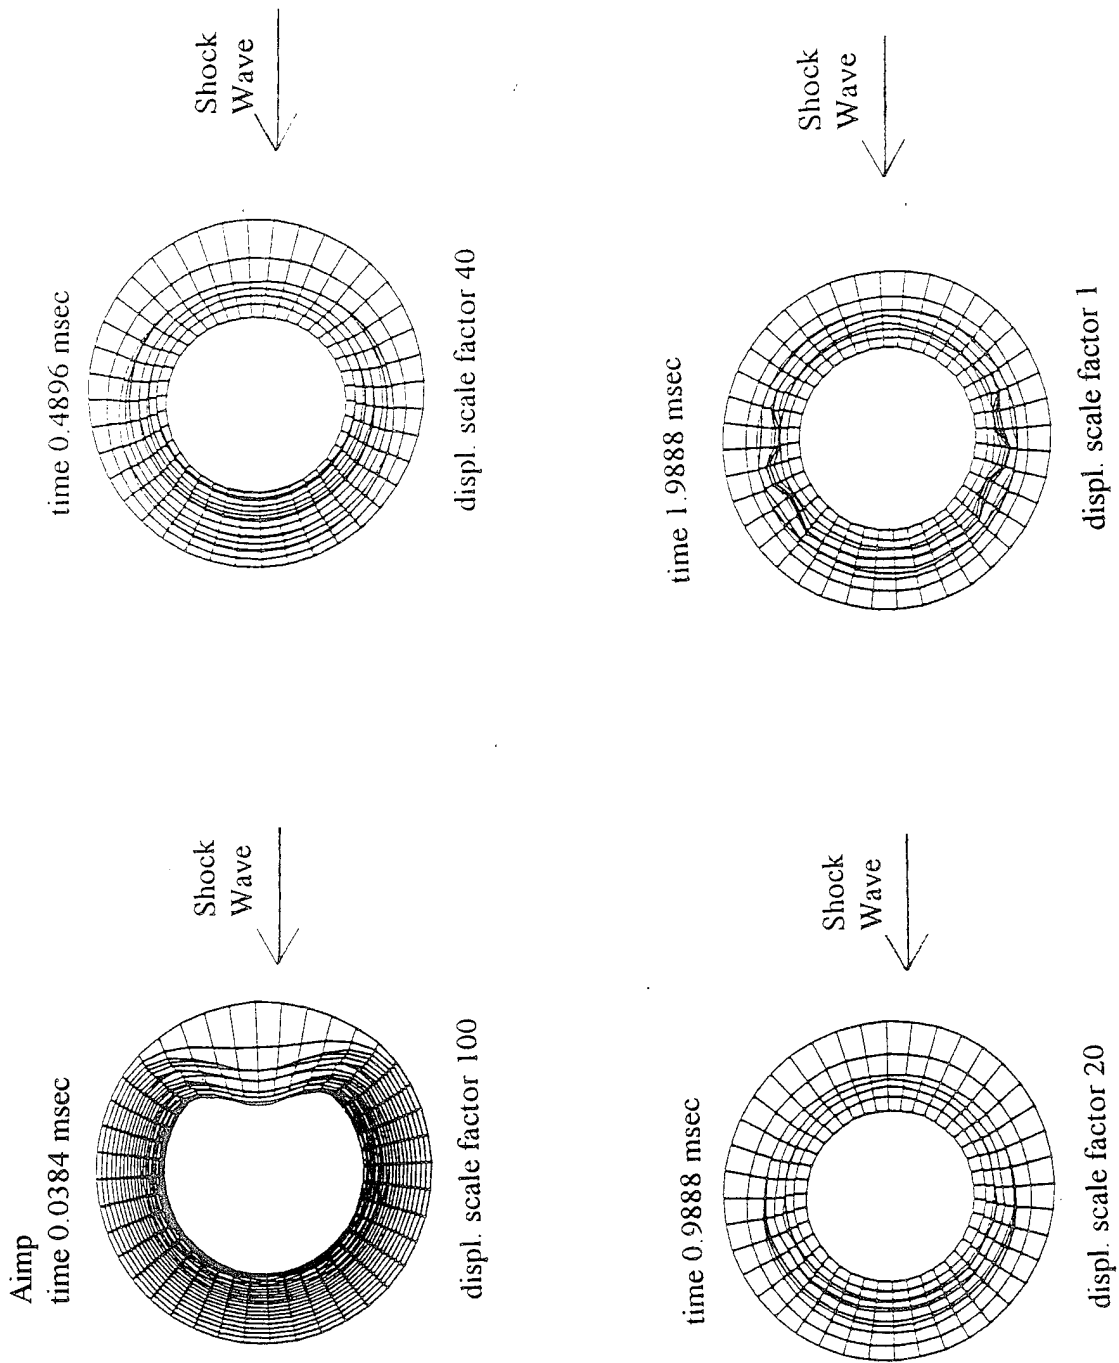 Aimp
time 0.0384 msec
Shock
Wave
displ. scale factor 100
time 0.4896 msec
Shock
Wave
displ. scale factor 40
time 0.9888 msec
Shock
Wave
displ. scale factor 20
time 1.9888 msec
Shock
Wave
displ. scale factor 1